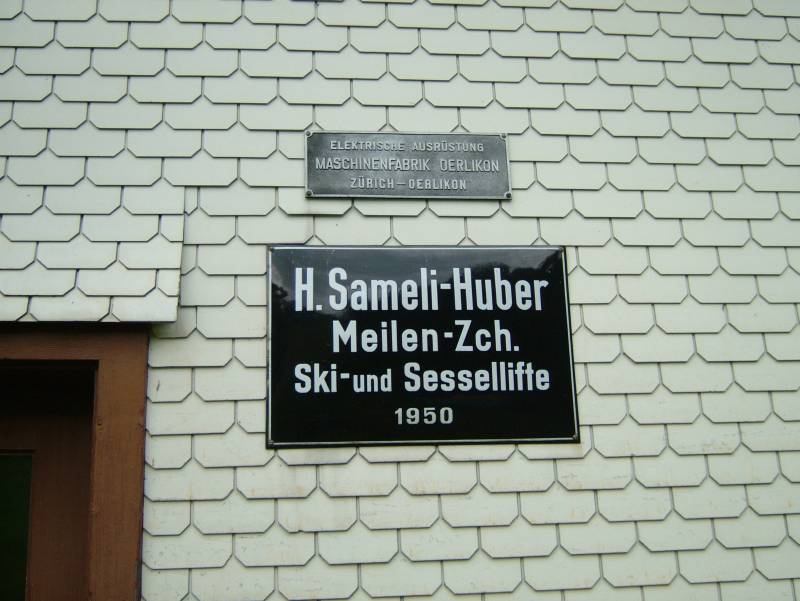 ELEKTRISCHE AUSRÜSTUNG
MASCHINENFABRIK OERLIKON
ZÜRICH-OERLIKON
H. Sameli-Huber
Meilen-Zch.
Ski-und Sessellifte
1950